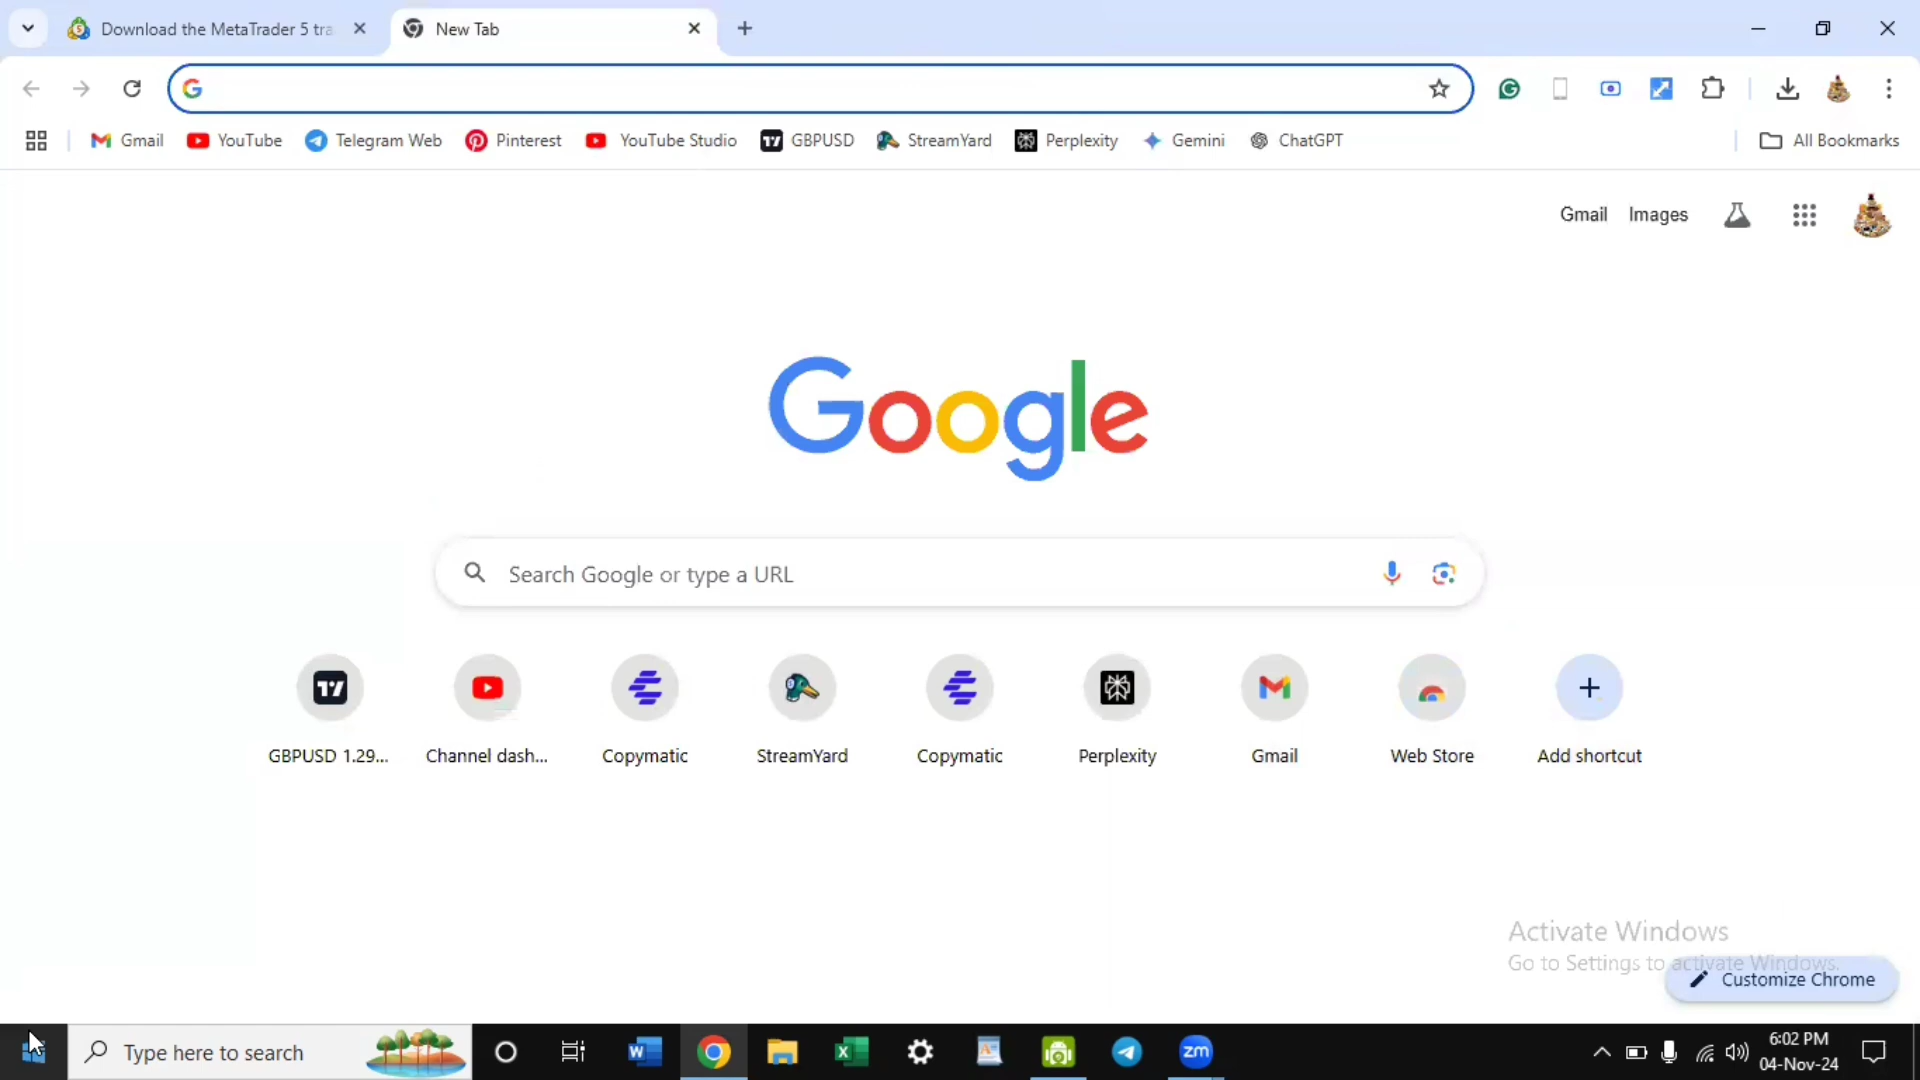 Download the MetaTrader 5 tra
New Tab
Gmail
YouTube
Telegram Web
Pinterest
YouTube Studio
GBPUSD
StreamYard
Perplexity
Gemini
ChatGPT
All Bookmarks
Gmail
Images
Google
Search Google or type a URL
GBPUSD 1.29...
Channel dash...
Copymatic
StreamYard
Copymatic
Perplexity
Gmail
Web Store
Add shortcut
Activate Windows
Go to Settings to activate Windows.
Customize Chrome
Type here to search
zm
6:02 PM
04-Nov-24